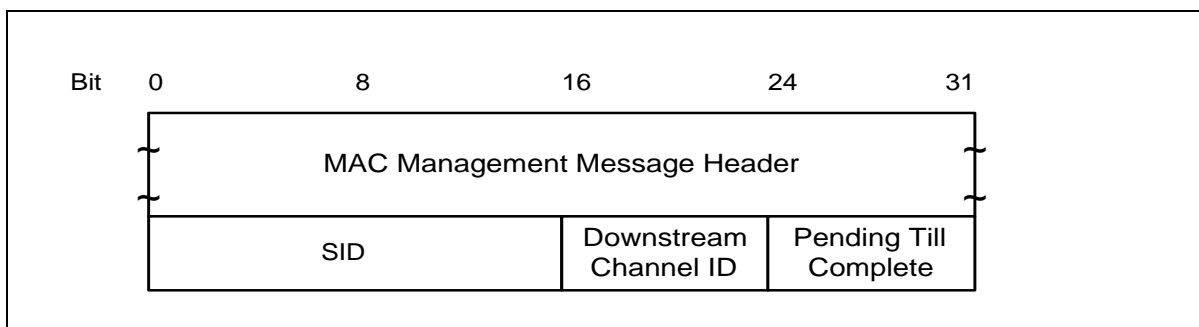 Bit 0 8 16 24 31
MAC Management Message Header
SID
Downstream
Channel ID
Pending Till
Complete